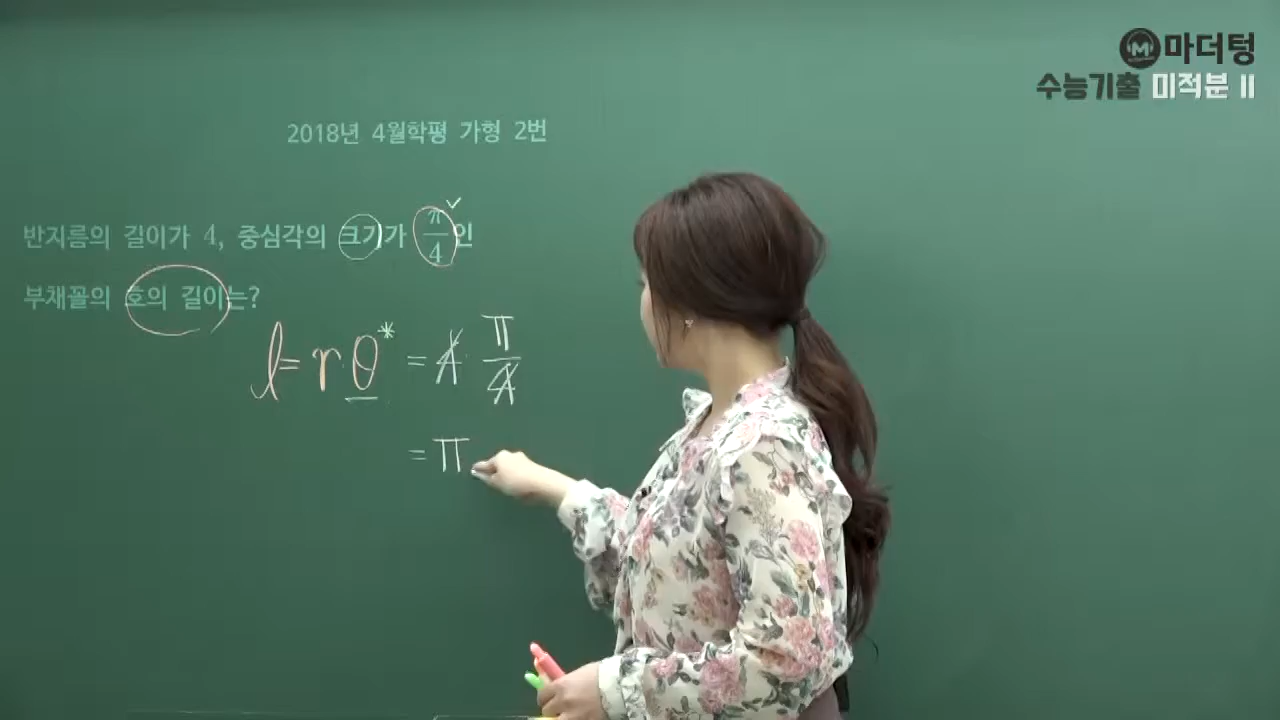 마더텅
수능기출 미적분 II
2018년 4월학평 가형 2번
반지름의 길이가 4, 중심각의 크기가 π/4인
부채꼴의 호의 길이는?
l = r·θ* = 4·π/4
= π